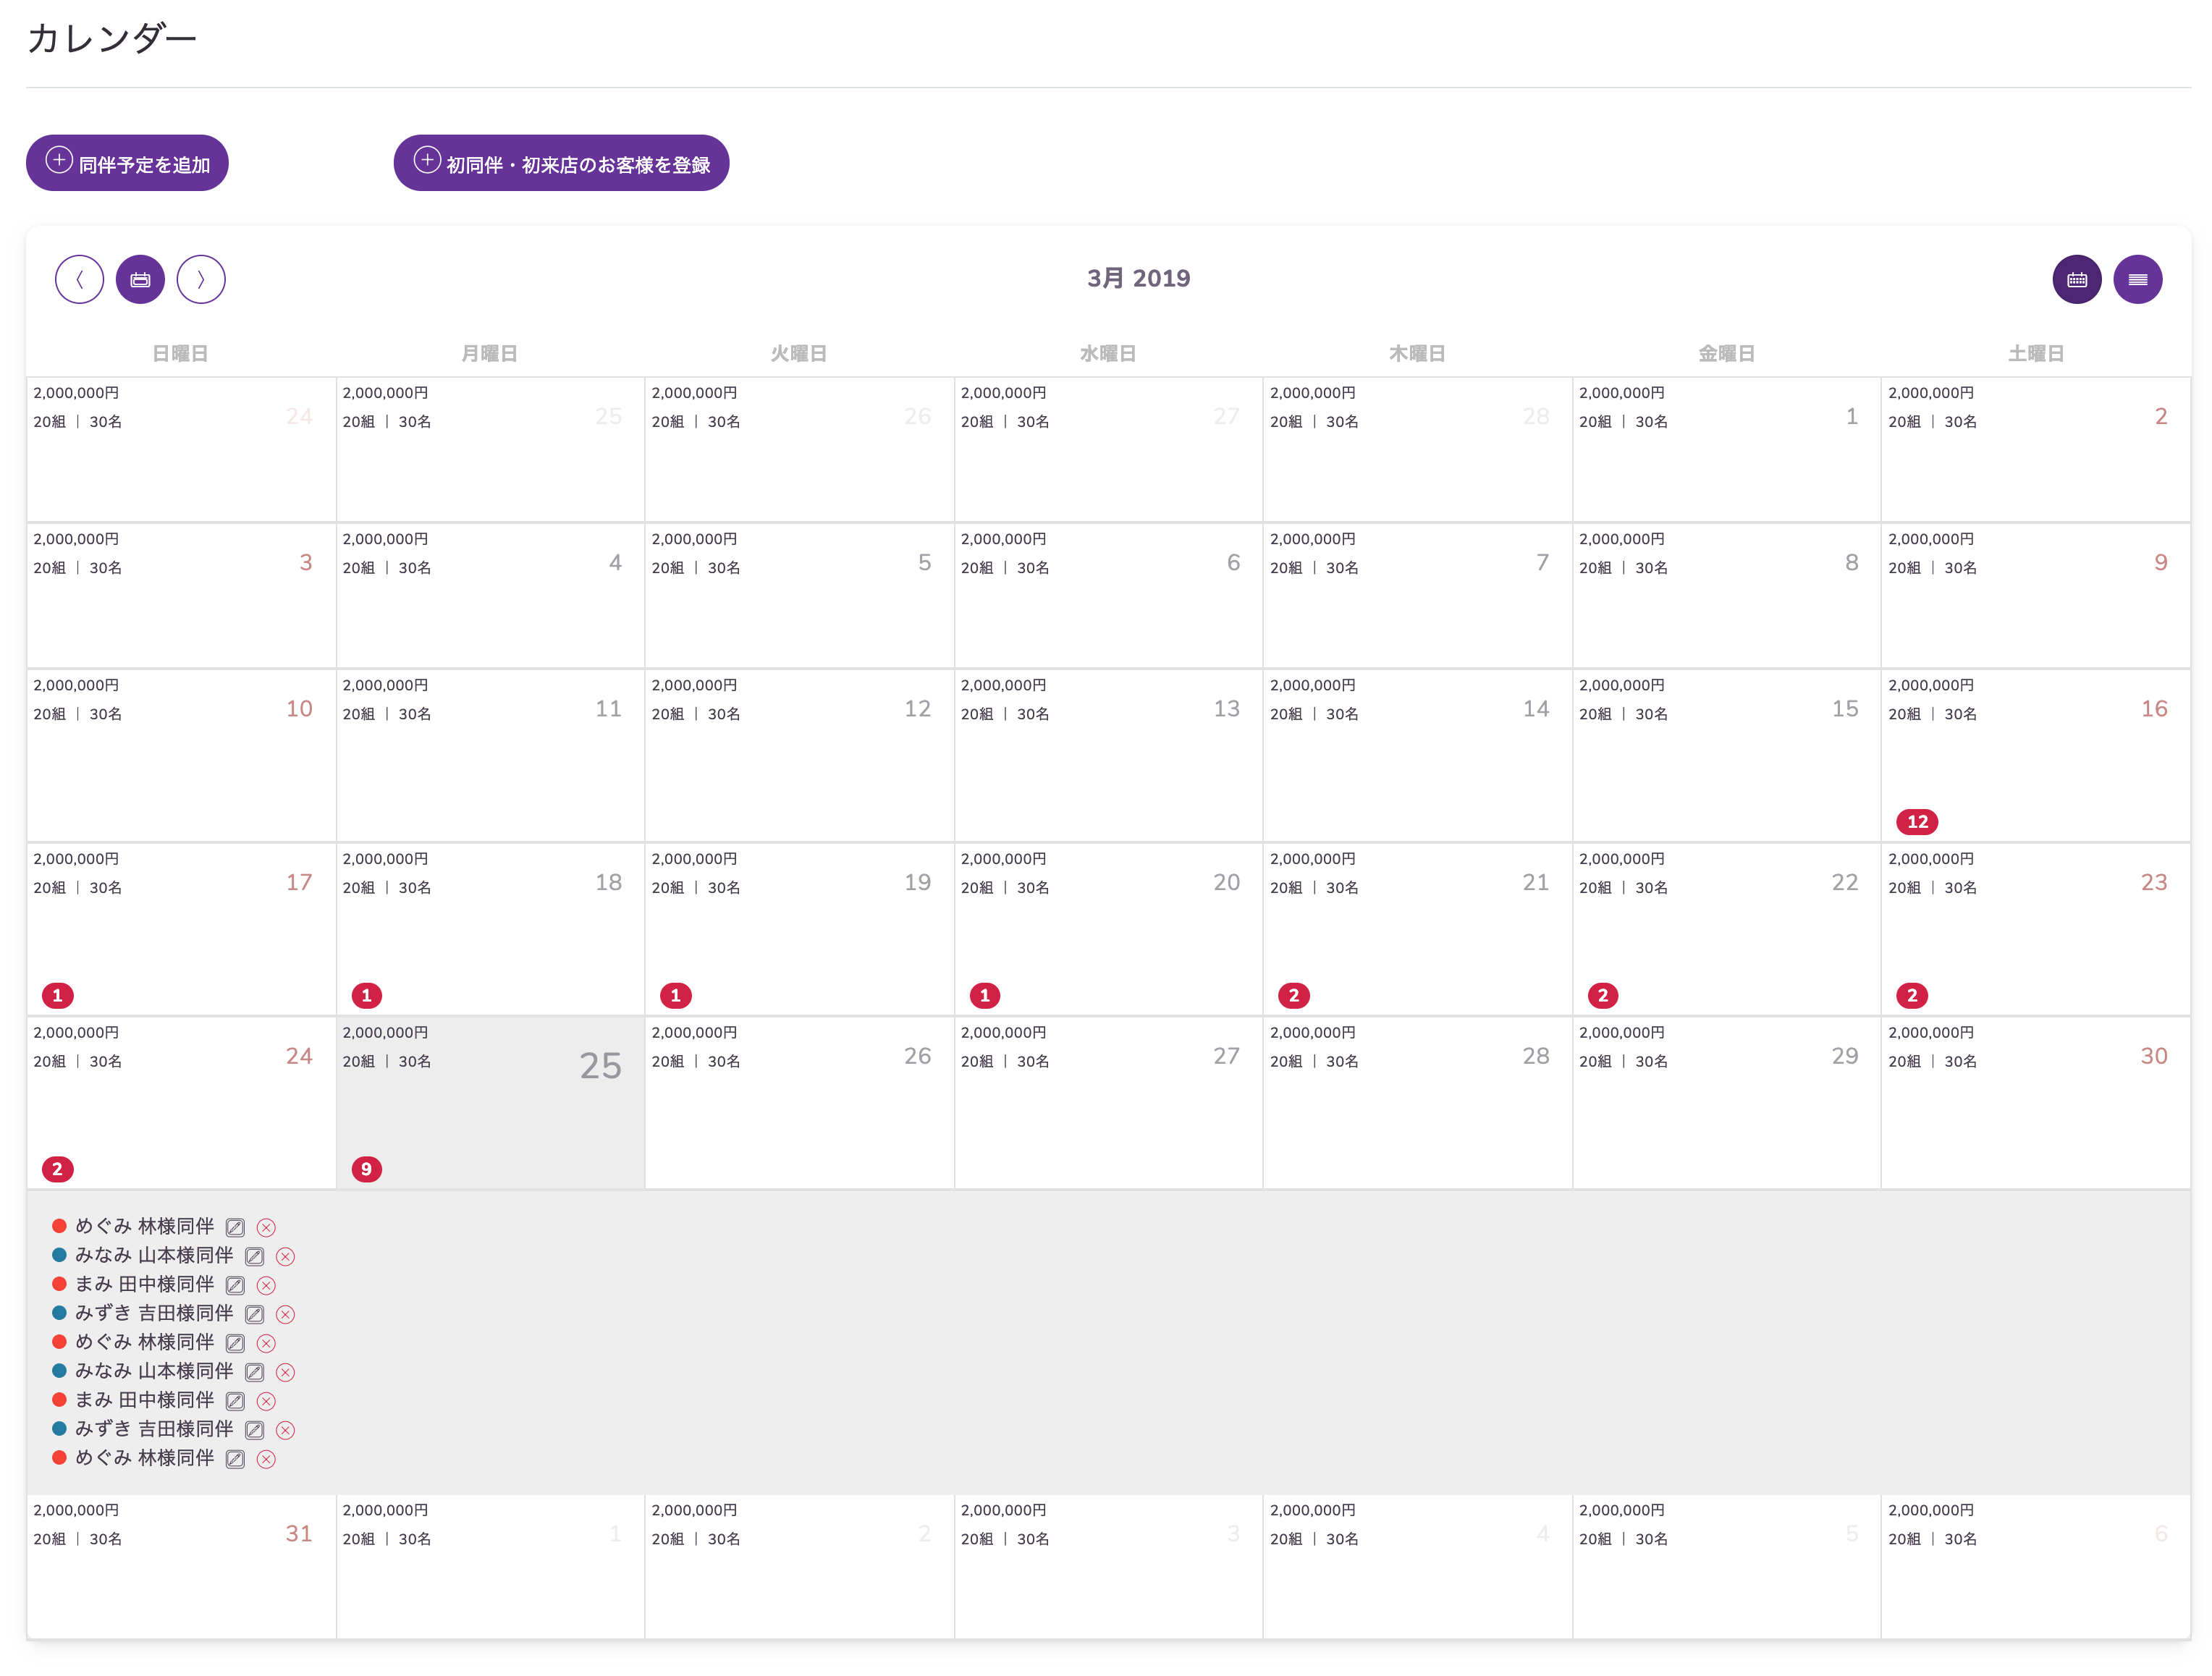 カレンダー
同伴予定を追加 初同伴・初来店のお客様を登録
3月 2019
日曜日 月曜日 火曜日 水曜日 木曜日 金曜日 土曜日
2,000,000円 2,000,000円 2,000,000円 2,000,000円 2,000,000円 2,000,000円 2,000,000円
20組 | 30名 24 20組 | 30名 25 20組 | 30名 26 20組 | 30名 27 20組 | 30名 28 20組 | 30名 1 20組 | 30名 2
2,000,000円 2,000,000円 2,000,000円 2,000,000円 2,000,000円 2,000,000円 2,000,000円
20組 | 30名 3 20組 | 30名 4 20組 | 30名 5 20組 | 30名 6 20組 | 30名 7 20組 | 30名 8 20組 | 30名 9
2,000,000円 2,000,000円 2,000,000円 2,000,000円 2,000,000円 2,000,000円 2,000,000円
20組 | 30名 10 20組 | 30名 11 20組 | 30名 12 20組 | 30名 13 20組 | 30名 14 20組 | 30名 15 20組 | 30名 16
12
2,000,000円 2,000,000円 2,000,000円 2,000,000円 2,000,000円 2,000,000円 2,000,000円
20組 | 30名 17 20組 | 30名 18 20組 | 30名 19 20組 | 30名 20 20組 | 30名 21 20組 | 30名 22 20組 | 30名 23
1 1 1 1 2 2 2
2,000,000円 2,000,000円 2,000,000円 2,000,000円 2,000,000円 2,000,000円 2,000,000円
20組 | 30名 24 20組 | 30名 25 20組 | 30名 26 20組 | 30名 27 20組 | 30名 28 20組 | 30名 29 20組 | 30名 30
2 9
めぐみ 林様同伴
みなみ 山本様同伴
まみ 田中様同伴
みずき 吉田様同伴
めぐみ 林様同伴
みなみ 山本様同伴
まみ 田中様同伴
みずき 吉田様同伴
めぐみ 林様同伴
2,000,000円 2,000,000円 2,000,000円 2,000,000円 2,000,000円 2,000,000円 2,000,000円
20組 | 30名 31 20組 | 30名 1 20組 | 30名 2 20組 | 30名 3 20組 | 30名 4 20組 | 30名 5 20組 | 30名 6